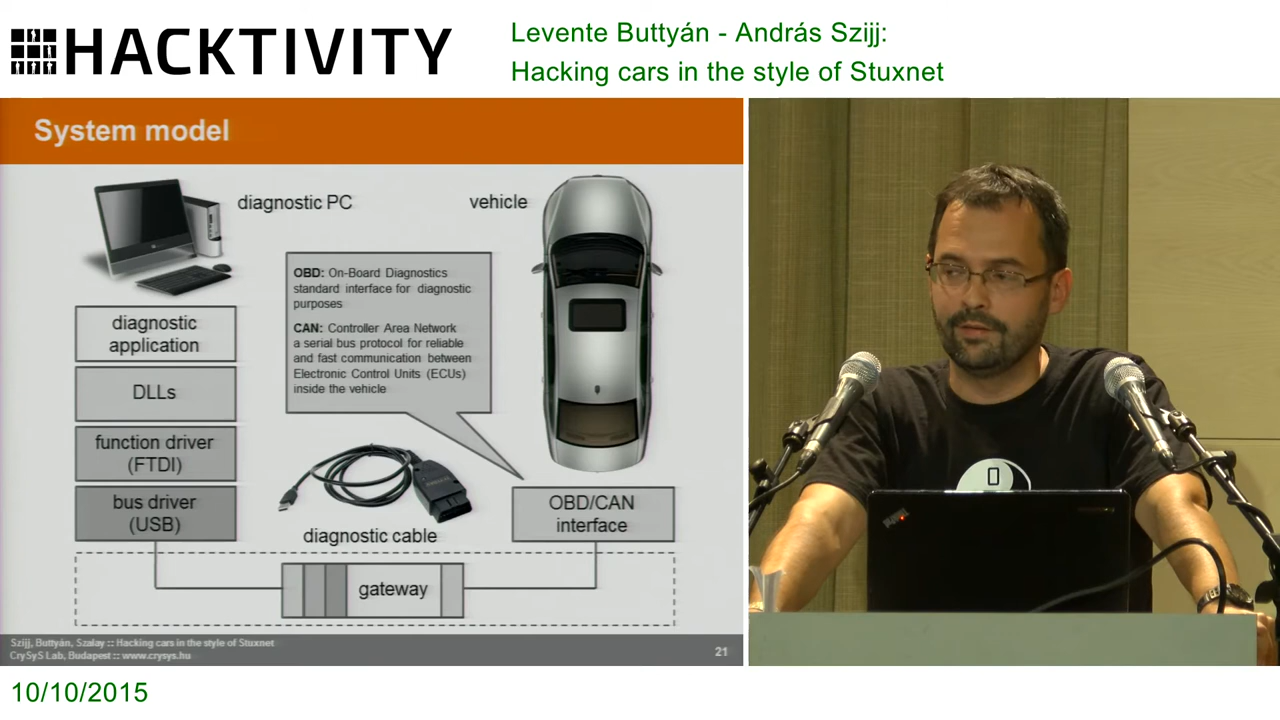 HACKTIVITY
Levente Buttyán - András Szijj:
Hacking cars in the style of Stuxnet
System model
diagnostic PC
vehicle
OBD: On-Board Diagnostics
standard interface for diagnostic
purposes
CAN: Controller Area Network
a serial bus protocol for reliable
and fast communication between
Electronic Control Units (ECUs)
inside the vehicle
diagnostic
application
DLLs
function driver
(FTDI)
bus driver
(USB)
diagnostic cable
OBD/CAN
interface
gateway
Szijj, Buttyán, Szalay :: Hacking cars in the style of Stuxnet
CrySyS Lab, Budapest :: www.crysys.hu
21
10/10/2015